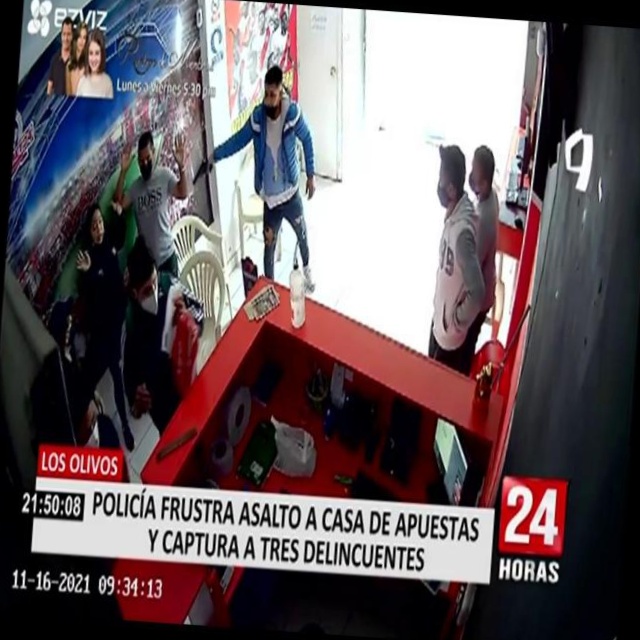 EZVIZ
Lunes a Viernes 5:30
BOSS
LOS OLIVOS
21:50:08
POLICÍA FRUSTRA ASALTO A CASA DE APUESTAS
Y CAPTURA A TRES DELINCUENTES
24
HORAS
11-16-2021 09:34:13